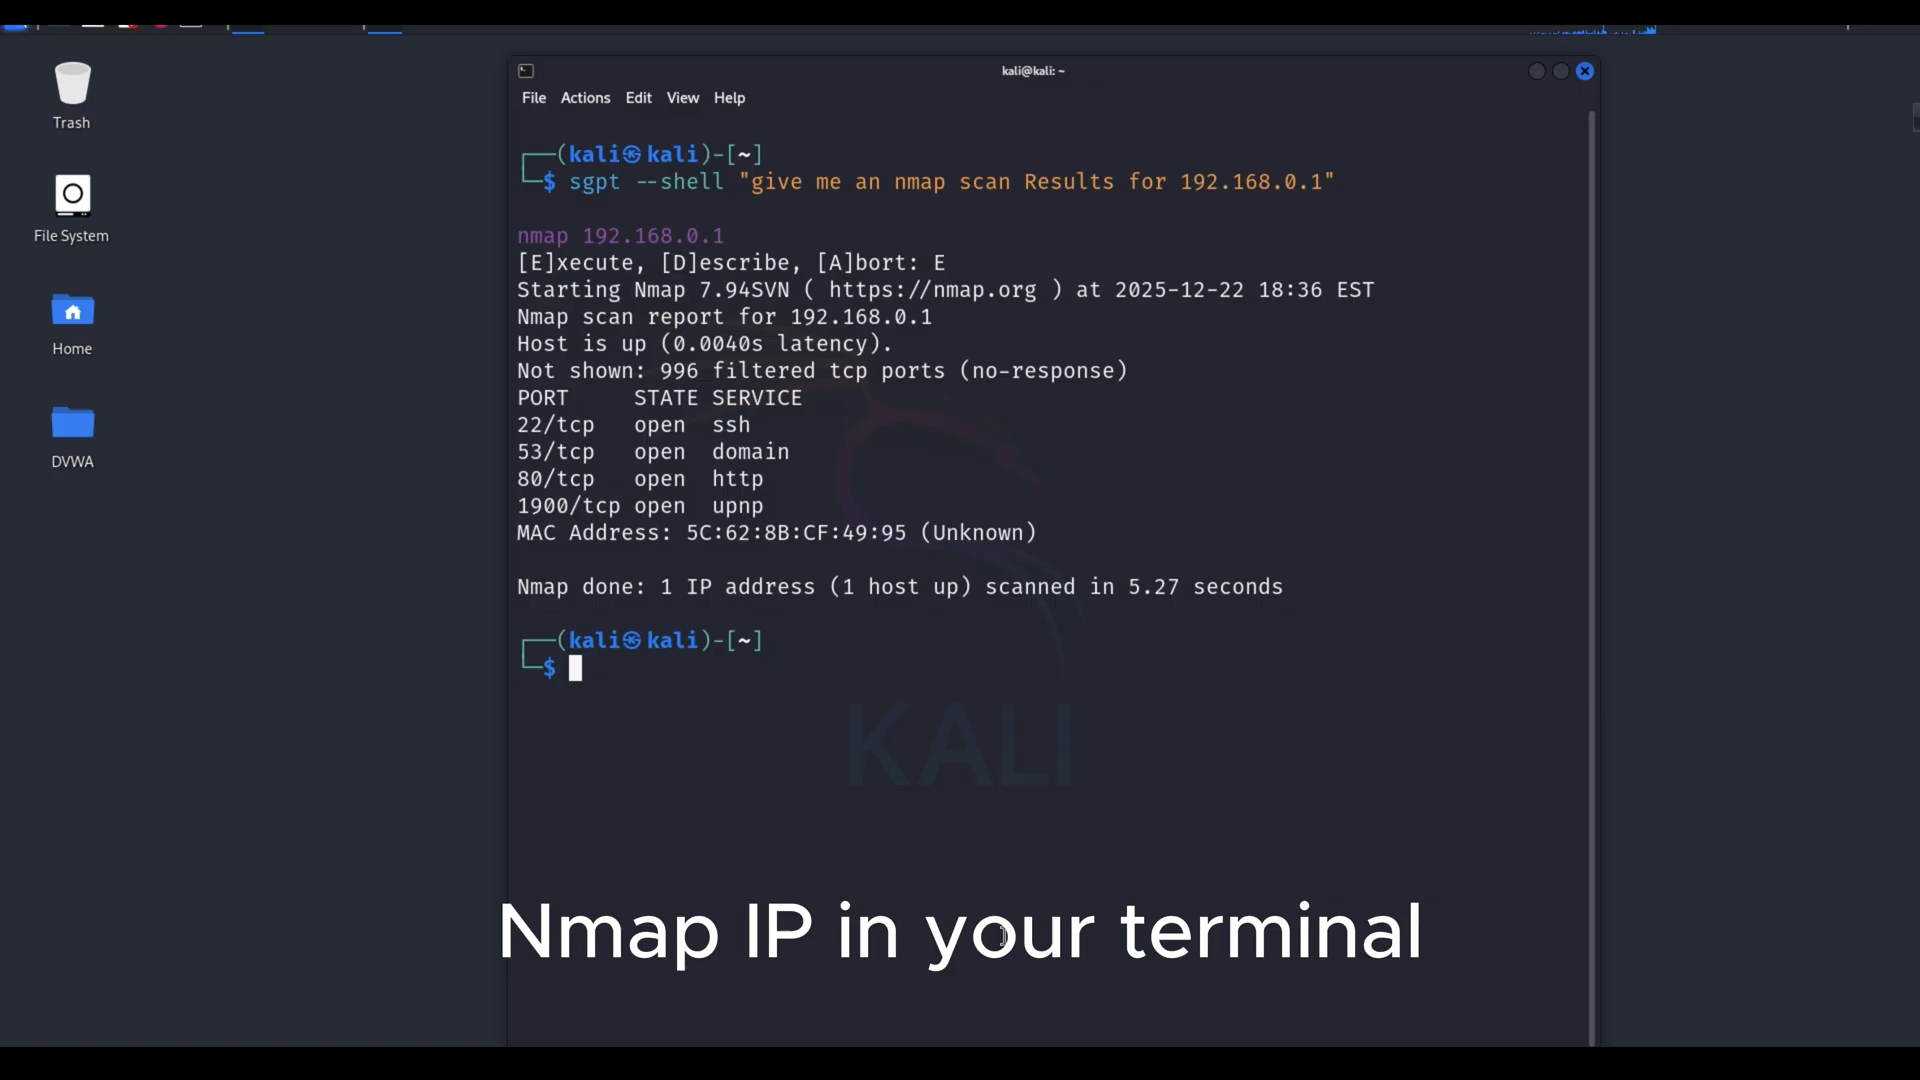 kali@kali: ~
File Actions Edit View Help
Trash
File System
Home
DVWA
┌──(kali㉿kali)-[~]
└─$ sgpt --shell "give me an nmap scan Results for 192.168.0.1"
nmap 192.168.0.1
[E]xecute, [D]escribe, [A]bort: E
Starting Nmap 7.94SVN ( https://nmap.org ) at 2025-12-22 18:36 EST
Nmap scan report for 192.168.0.1
Host is up (0.0040s latency).
Not shown: 996 filtered tcp ports (no-response)
PORT     STATE SERVICE
22/tcp   open  ssh
53/tcp   open  domain
80/tcp   open  http
1900/tcp open  upnp
MAC Address: 5C:62:8B:CF:49:95 (Unknown)
Nmap done: 1 IP address (1 host up) scanned in 5.27 seconds
┌──(kali㉿kali)-[~]
└─$
KALI
Nmap IP in your terminal